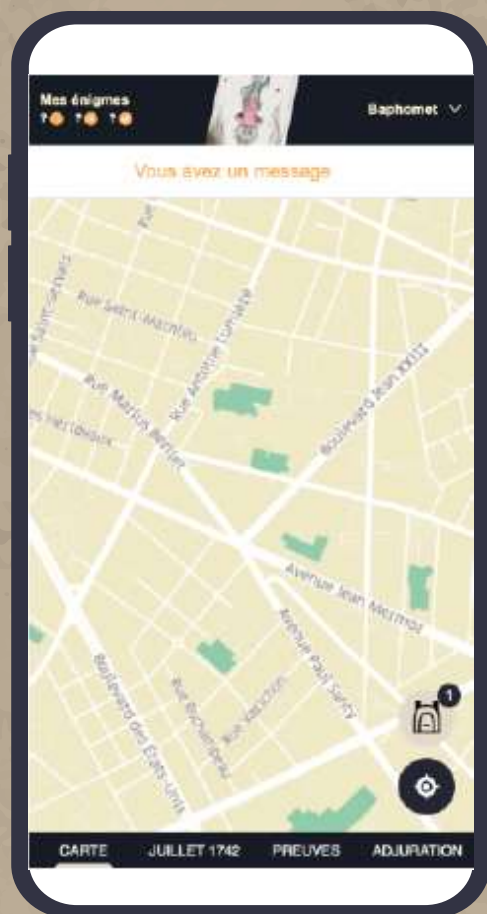 Mes énigmes
? ? ?
Baphomet
Vous avez un message
Rue
Rue Saint-Mathieu
Rue Antoine Lumière
Rue Marius Berliet
Boulevard Jean XXIII
Avenue Jean Mermoz
Avenue Paul Santy
Boulevard des États-Unis
Rue Rochambeau
Rue Varichon
1
CARTE
JUILLET 1742
PREUVES
ADJURATION